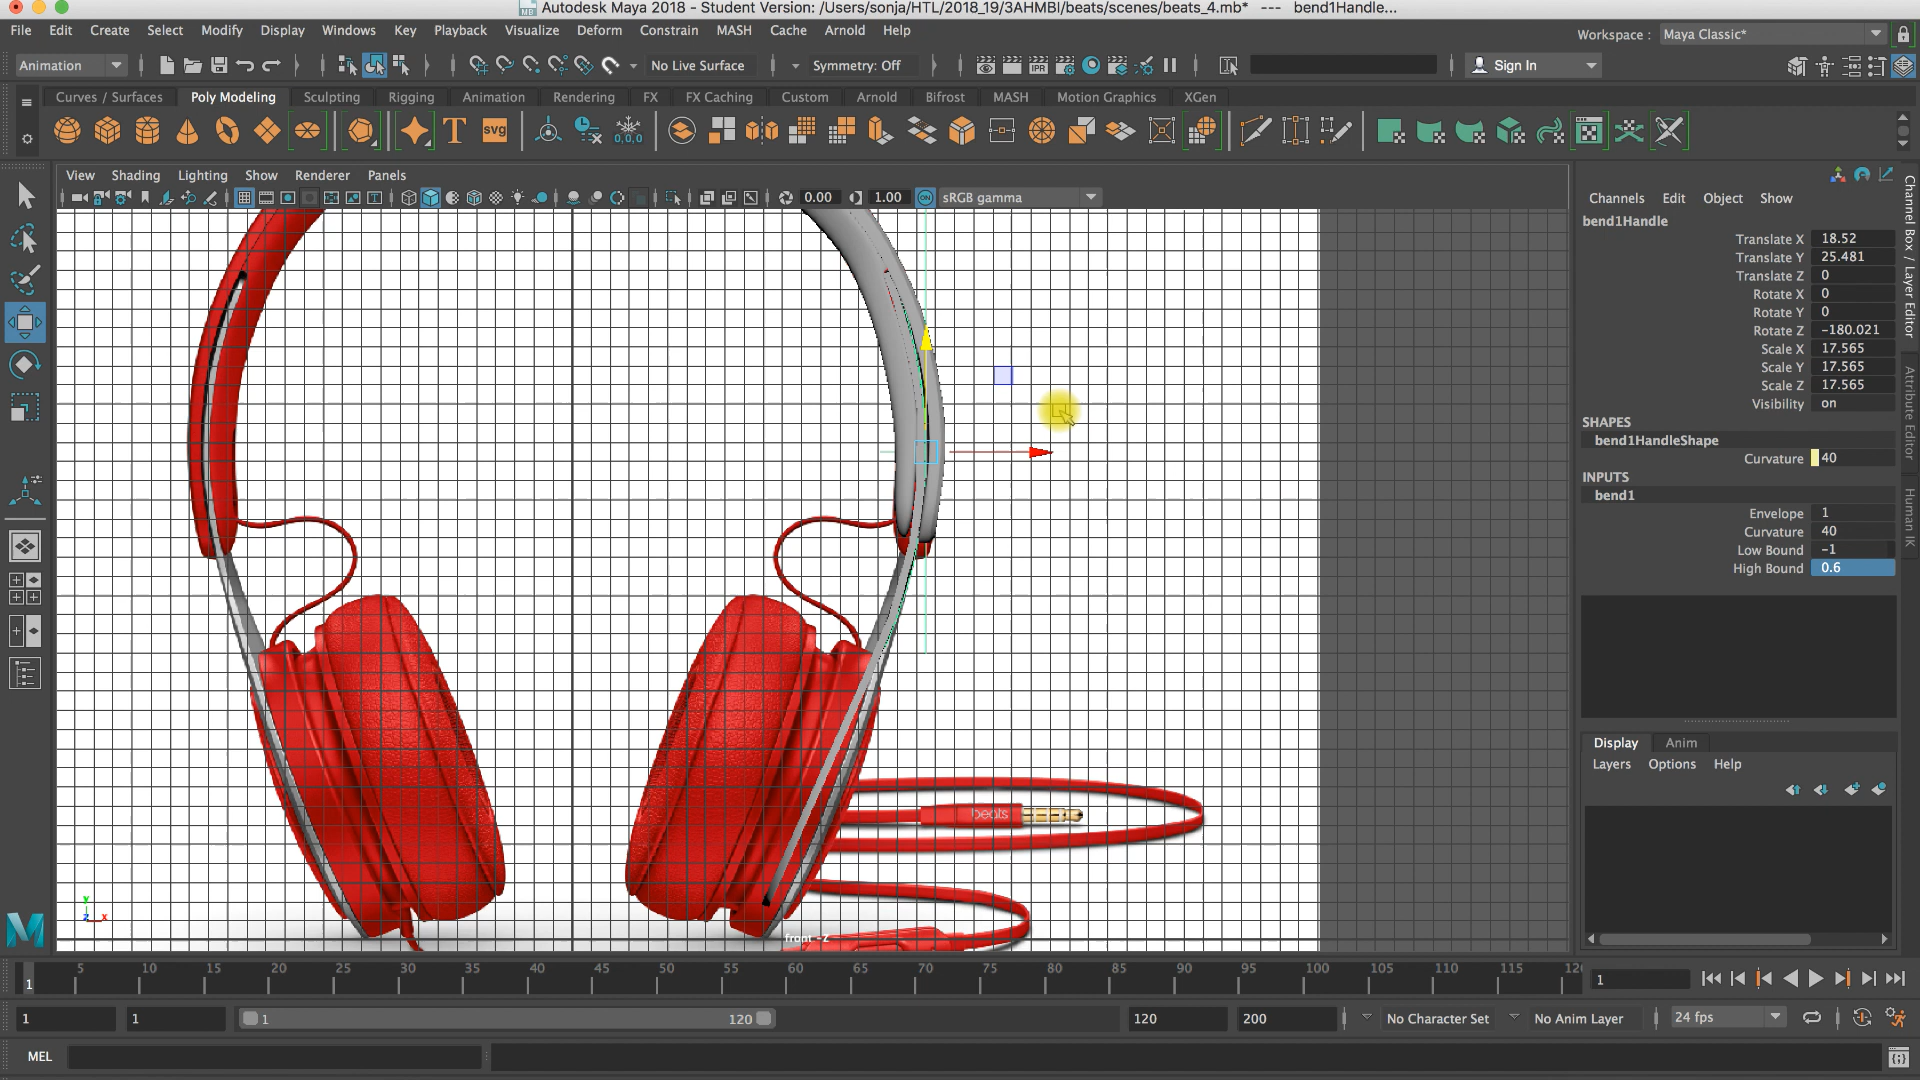 Autodesk Maya 2018 - Student Version: /Users/sonja/HTL/2018_19/3AHMBI/beats/scenes/beats_4.mb* --- bend1Handle...
File Edit Create Select Modify Display Windows Mesh Key Playback Visualize Deform Constrain MASH Cache Arnold Help
Workspace : Maya Classic*
Animation
No Live Surface
Symmetry: Off
Sign In
Curves / Surfaces Poly Modeling Sculpting Rigging Animation Rendering FX FX Caching Custom Arnold Bifrost MASH Motion Graphics XGen
svg
0,0,0
View Shading Lighting Show Renderer Panels
0.00
1.00
ON
sRGB gamma
Channels Edit Object Show
bend1Handle
Translate X 18.52
Translate Y 25.481
Translate Z 0
Rotate X 0
Rotate Y 0
Rotate Z -180.021
Scale X 17.565
Scale Y 17.565
Scale Z 17.565
Visibility on
SHAPES
bend1HandleShape
Curvature 40
INPUTS
bend1
Envelope 1
Curvature 40
Low Bound -1
High Bound 0.6
Channel Box / Layer Editor
Attribute Editor
Human IK
Display Anim
Layers Options Help
beats
y
z x
front -Z
5 10 15 20 25 30 35 40 45 50 55 60 65 70 75 80 85 90 95 100 105 110 115
1
1
1
1
1
120
120
200
No Character Set
No Anim Layer
24 fps
MEL